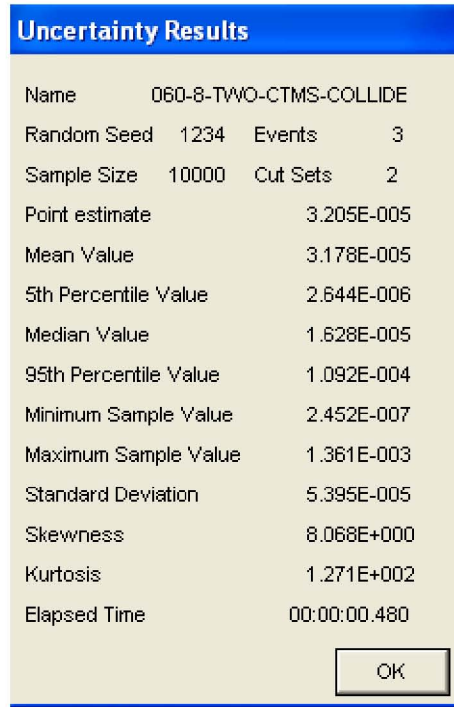 Uncertainty Results
Name 060-8-TWO-CTMS-COLLIDE
Random Seed 1234 Events 3
Sample Size 10000 Cut Sets 2
Point estimate 3.205E-005
Mean Value 3.178E-005
5th Percentile Value 2.644E-006
Median Value 1.628E-005
95th Percentile Value 1.092E-004
Minimum Sample Value 2.452E-007
Maximum Sample Value 1.361E-003
Standard Deviation 5.395E-005
Skewness 8.068E+000
Kurtosis 1.271E+002
Elapsed Time 00:00:00.480
OK